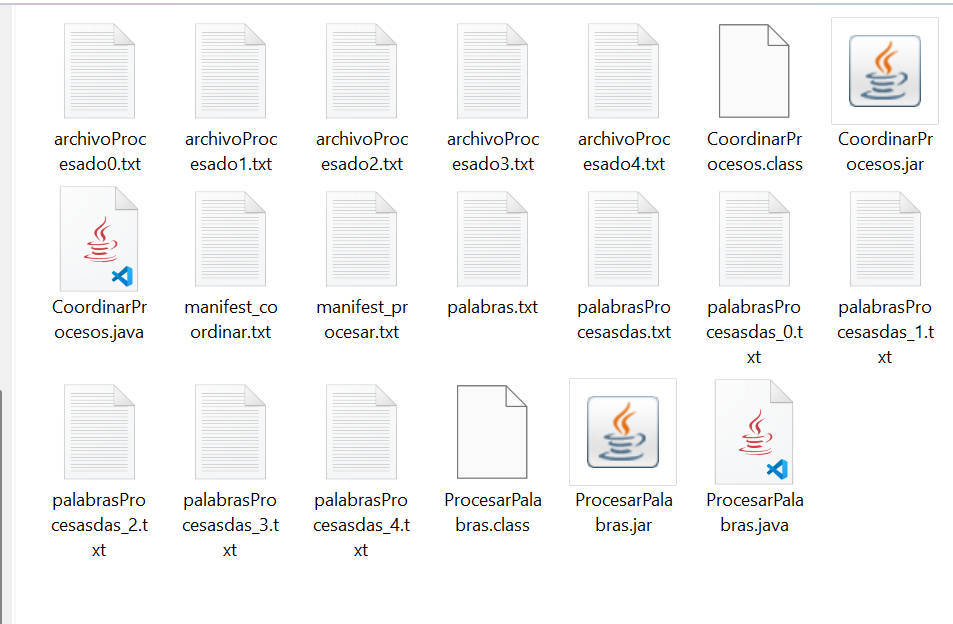 archivoProc
esado0.txt
archivoProc
esado1.txt
archivoProc
esado2.txt
archivoProc
esado3.txt
archivoProc
esado4.txt
CoordinarPr
ocesos.class
CoordinarPr
ocesos.jar
CoordinarPr
ocesos.java
manifest_co
ordinar.txt
manifest_pr
ocesar.txt
palabras.txt
palabrasPro
cesasdas.txt
palabrasPro
cesasdas_0.t
xt
palabrasPro
cesasdas_1.t
xt
palabrasPro
cesasdas_2.t
xt
palabrasPro
cesasdas_3.t
xt
palabrasPro
cesasdas_4.t
xt
ProcesarPala
bras.class
ProcesarPala
bras.jar
ProcesarPala
bras.java